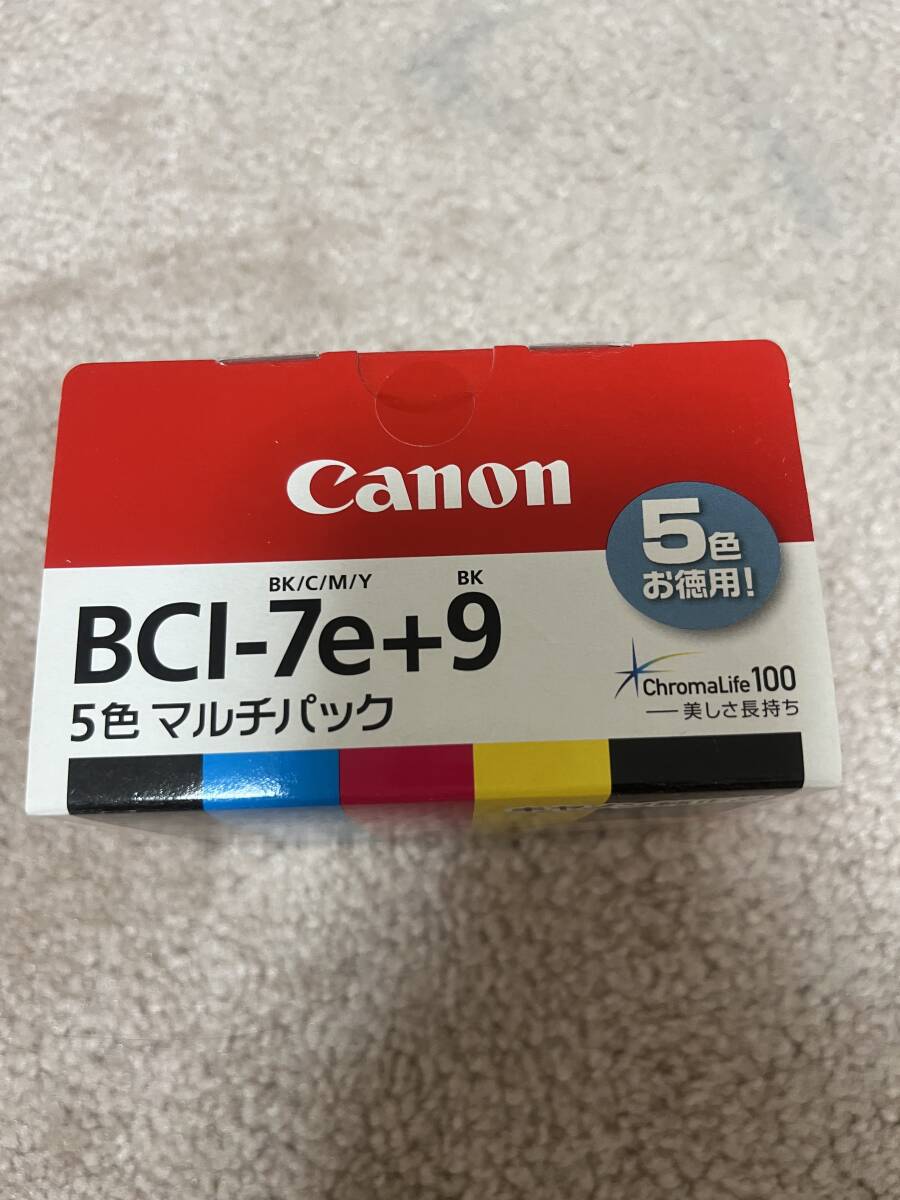 Canon
5色
お徳用!
BK/C/M/Y
BK
BCI-7e+9
5色 マルチパック
ChromaLife100
美しさ長持ち